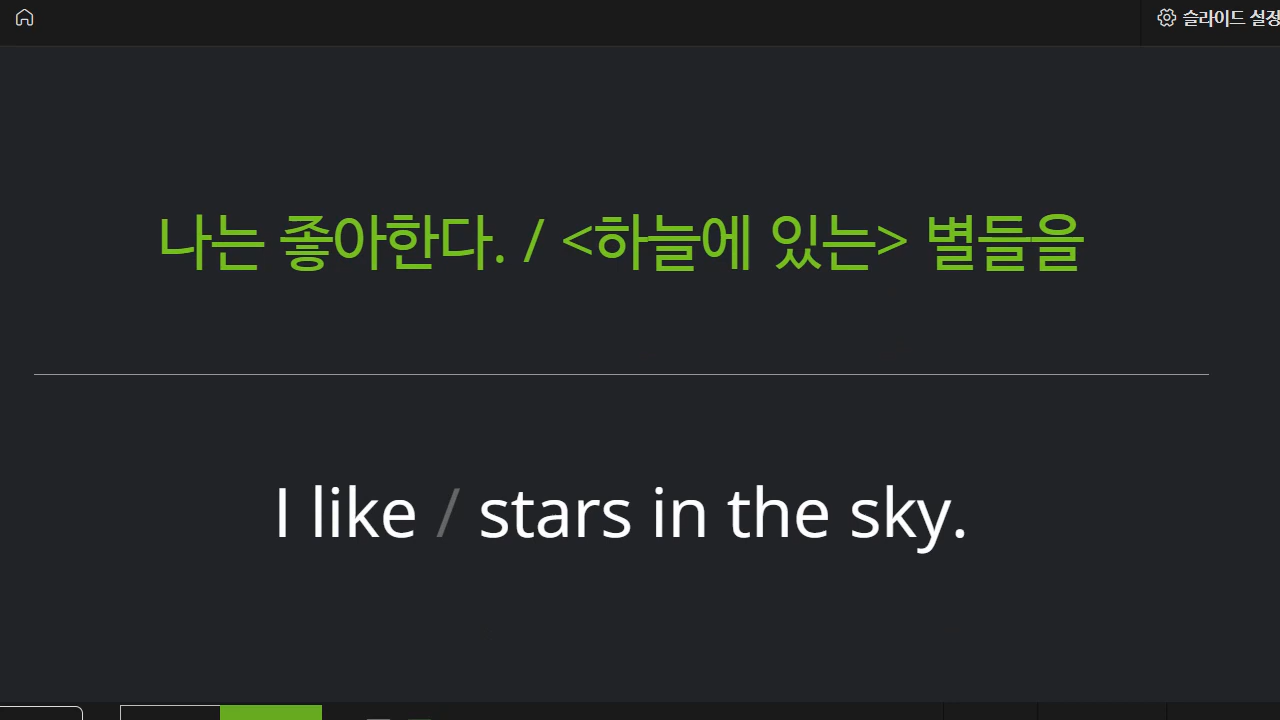 슬라이드 설정
나는 좋아한다. / <하늘에 있는> 별들을
I like / stars in the sky.